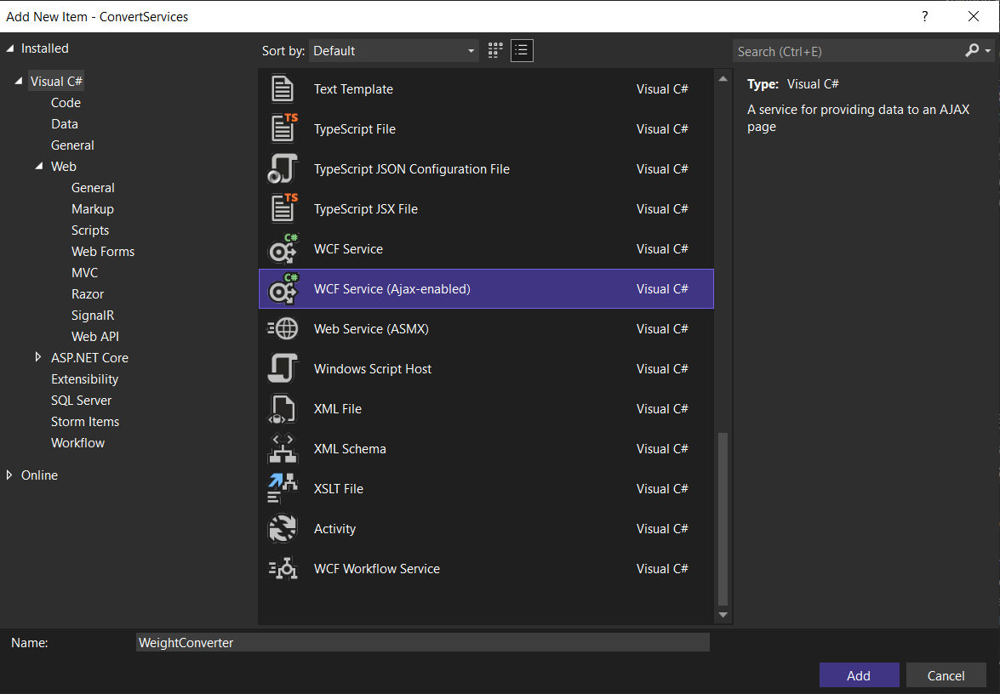 Add New Item - ConvertServices
?
Installed
Sort by: Default
Search (Ctrl+E)
Visual C#
Code
Data
General
Web
General
Markup
Scripts
Web Forms
MVC
Razor
SignalR
Web API
ASP.NET Core
Extensibility
SQL Server
Storm Items
Workflow
Online
Text Template Visual C#
TS
TypeScript File Visual C#
TypeScript JSON Configuration File Visual C#
TS
TypeScript JSX File Visual C#
C#
WCF Service Visual C#
C#
WCF Service (Ajax-enabled) Visual C#
Web Service (ASMX) Visual C#
Windows Script Host Visual C#
XML File Visual C#
XML Schema Visual C#
XSLT File Visual C#
Activity Visual C#
WCF Workflow Service Visual C#
Type: Visual C#
A service for providing data to an AJAX
page
Name: WeightConverter
Add Cancel